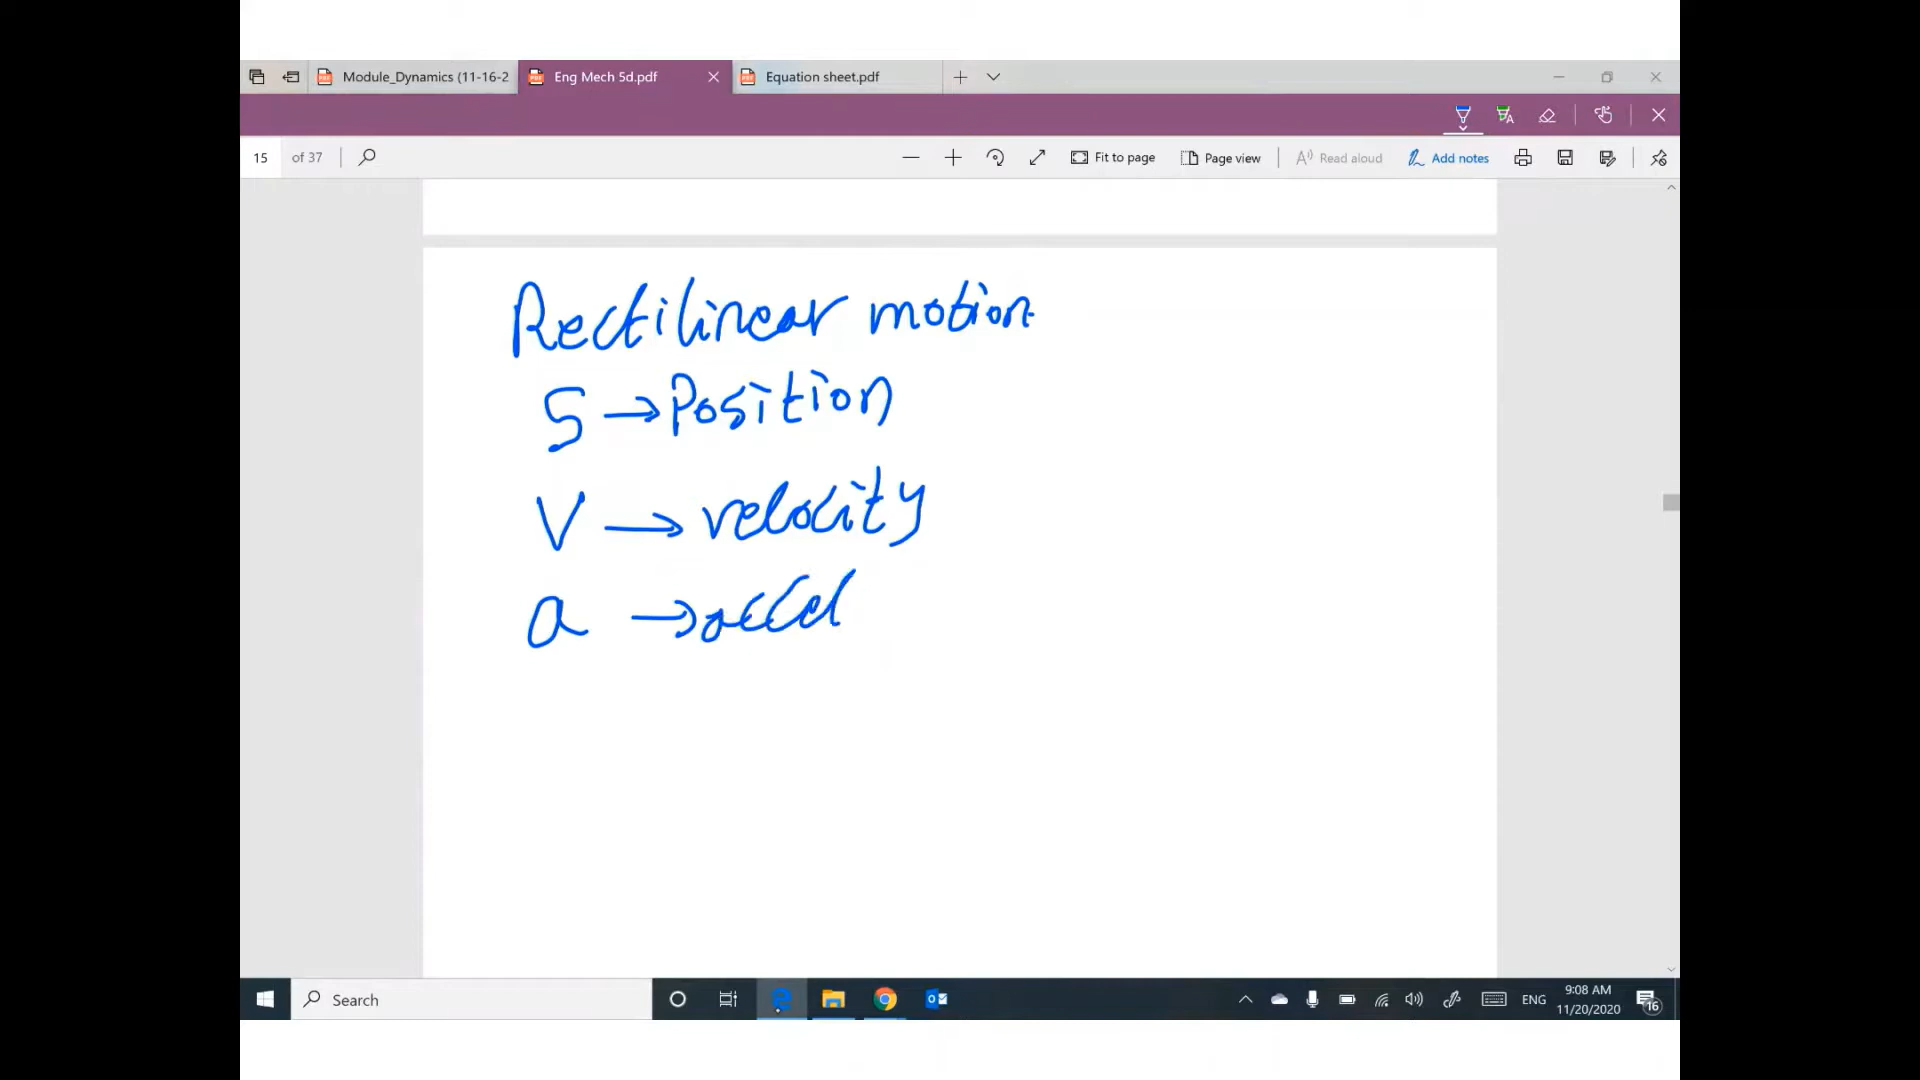 Module_Dynamics (11-16-2
Eng Mech 5d.pdf
Equation sheet.pdf
15 of 37
Fit to page
Page view
Read aloud
Add notes
Rectilinear motion
S → Position
V → velocity
a → accel
Search
ENG
9:08 AM
11/20/2020
16